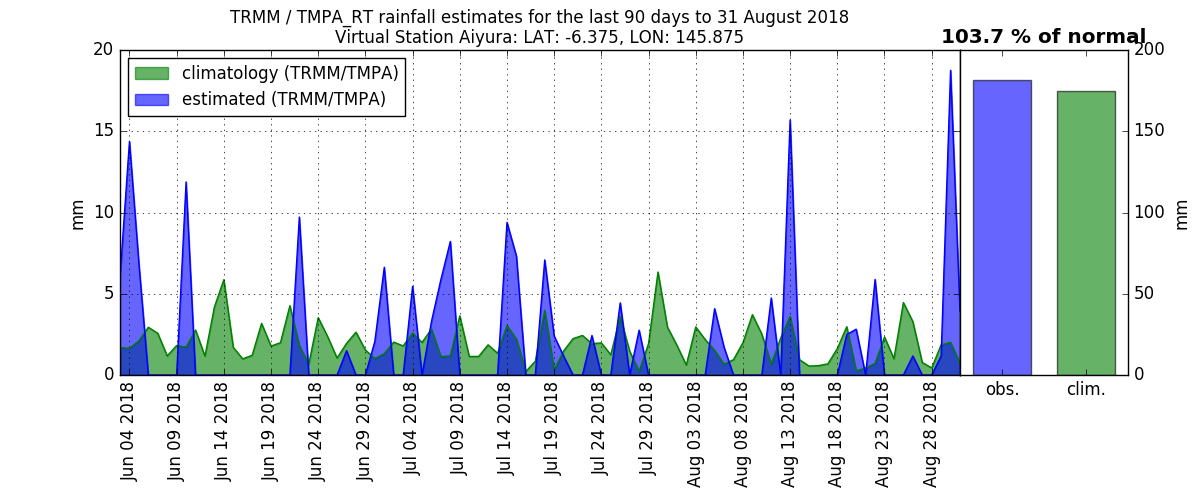 TRMM / TMPA_RT rainfall estimates for the last 90 days to 31 August 2018
Virtual Station Aiyura: LAT: -6.375, LON: 145.875
103.7 % of normal
climatology (TRMM/TMPA)
estimated (TRMM/TMPA)
20
15
10
5
0
mm
200
150
100
50
0
mm
obs.
clim.
Jun 04 2018
Jun 09 2018
Jun 14 2018
Jun 19 2018
Jun 24 2018
Jun 29 2018
Jul 04 2018
Jul 09 2018
Jul 14 2018
Jul 19 2018
Jul 24 2018
Jul 29 2018
Aug 03 2018
Aug 08 2018
Aug 13 2018
Aug 18 2018
Aug 23 2018
Aug 28 2018